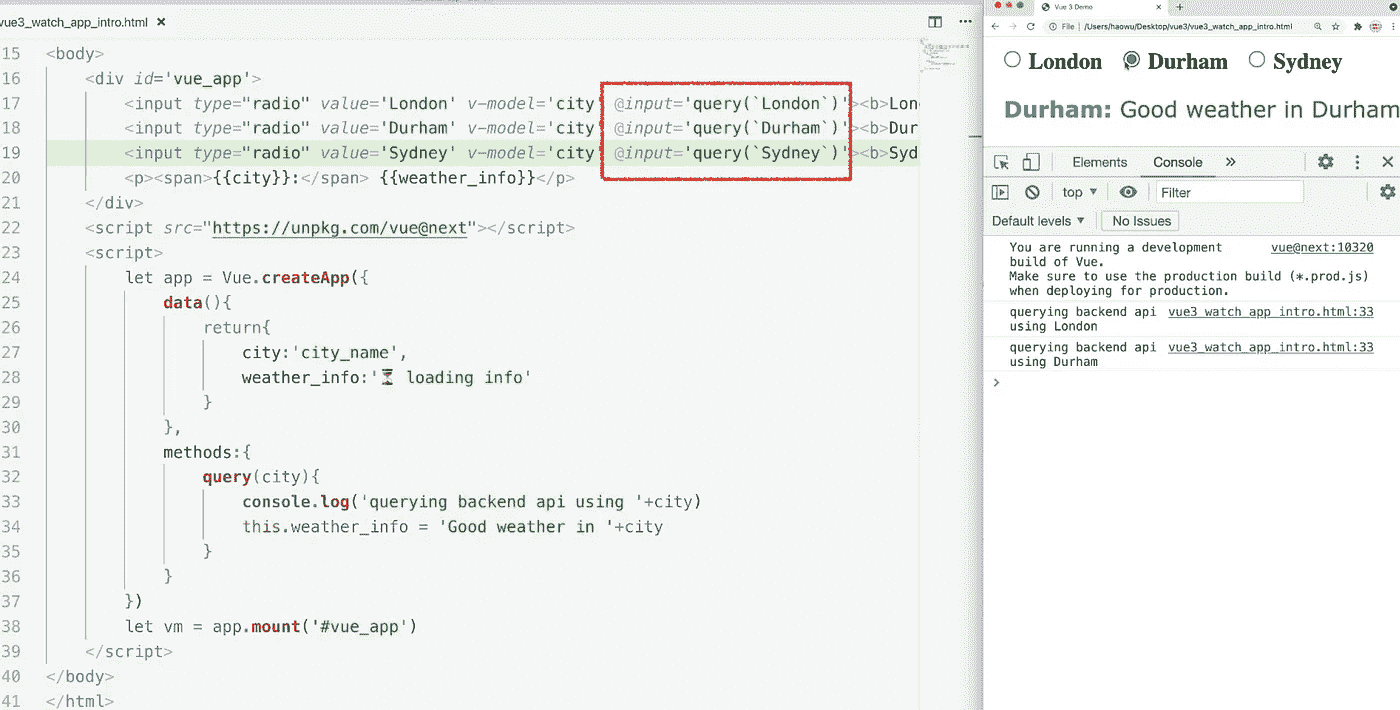 vue3_watch_app_intro.html ×
15 <body>
16 <div id='vue_app'>
17 <input type="radio" value='London' v-model='city' @input='query(`London`)'><b>Lon
18 <input type="radio" value='Durham' v-model='city' @input='query(`Durham`)'><b>Dur
19 <input type="radio" value='Sydney' v-model='city' @input='query(`Sydney`)'><b>Syd
20 <p><span>{{city}}:</span> {{weather_info}}</p>
21 </div>
22 <script src="https://unpkg.com/vue@next"></script>
23 <script>
24 let app = Vue.createApp({
25 data(){
26 return{
27 city:'city_name',
28 weather_info:'⏳ loading info'
29 }
30 },
31 methods:{
32 query(city){
33 console.log('querying backend api using '+city)
34 this.weather_info = 'Good weather in '+city
35 }
36 }
37 })
38 let vm = app.mount('#vue_app')
39 </script>
40 </body>
41 </html>
Vue 3 Demo
File | /Users/haowu/Desktop/vue3/vue3_watch_app_intro.html
London Durham Sydney
Durham: Good weather in Durham
Elements Console »
top ▼ Filter
Default levels ▼ No Issues
You are running a development vue@next:10320
build of Vue.
Make sure to use the production build (*.prod.js)
when deploying for production.
querying backend api vue3_watch_app_intro.html:33
using London
querying backend api vue3_watch_app_intro.html:33
using Durham
>